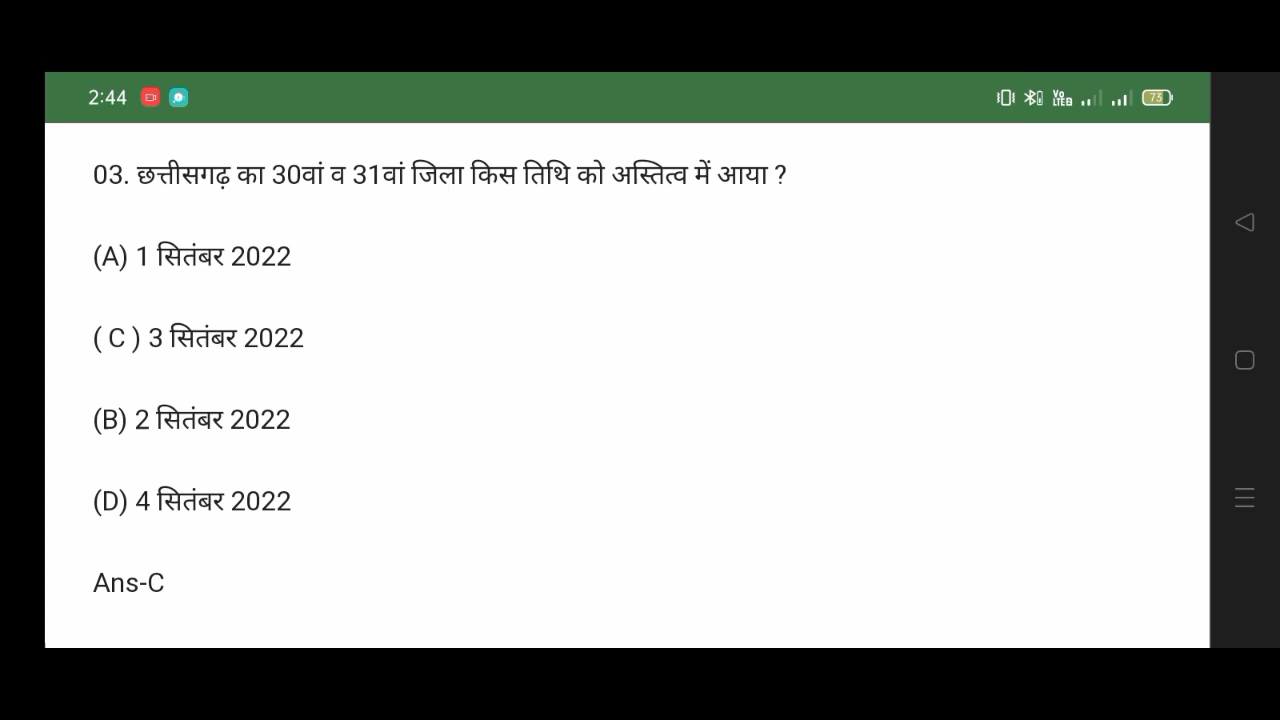 2:44
73
03. छत्तीसगढ़ का 30वां व 31वां जिला किस तिथि को अस्तित्व में आया ?
(A) 1 सितंबर 2022
( C ) 3 सितंबर 2022
(B) 2 सितंबर 2022
(D) 4 सितंबर 2022
Ans-C